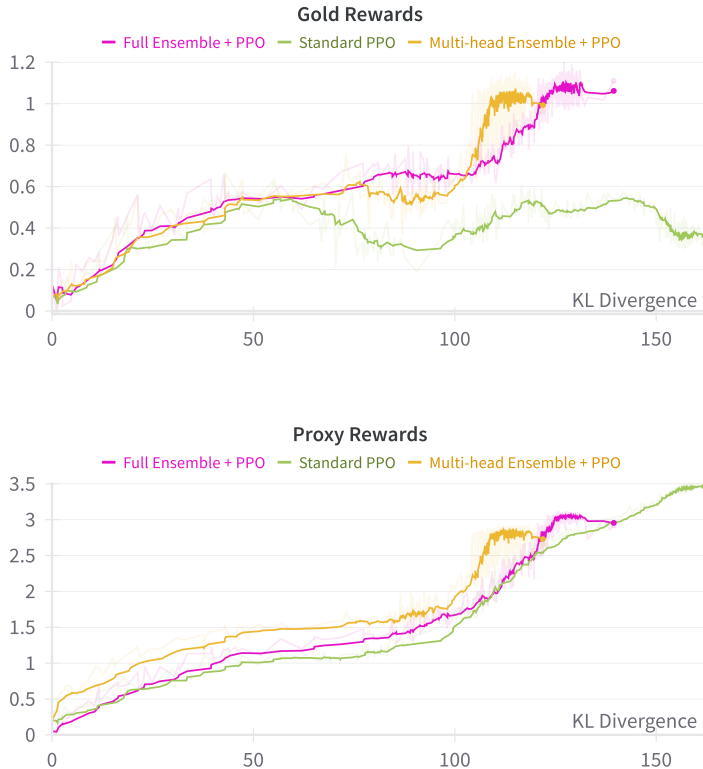 Gold Rewards
Full Ensemble + PPO Standard PPO Multi-head Ensemble + PPO
1.2
1
0.8
0.6
0.4
0.2
0
KL Divergence
0 50 100 150
Proxy Rewards
Full Ensemble + PPO Standard PPO Multi-head Ensemble + PPO
3.5
3
2.5
2
1.5
1
0.5
0
KL Divergence
0 50 100 150